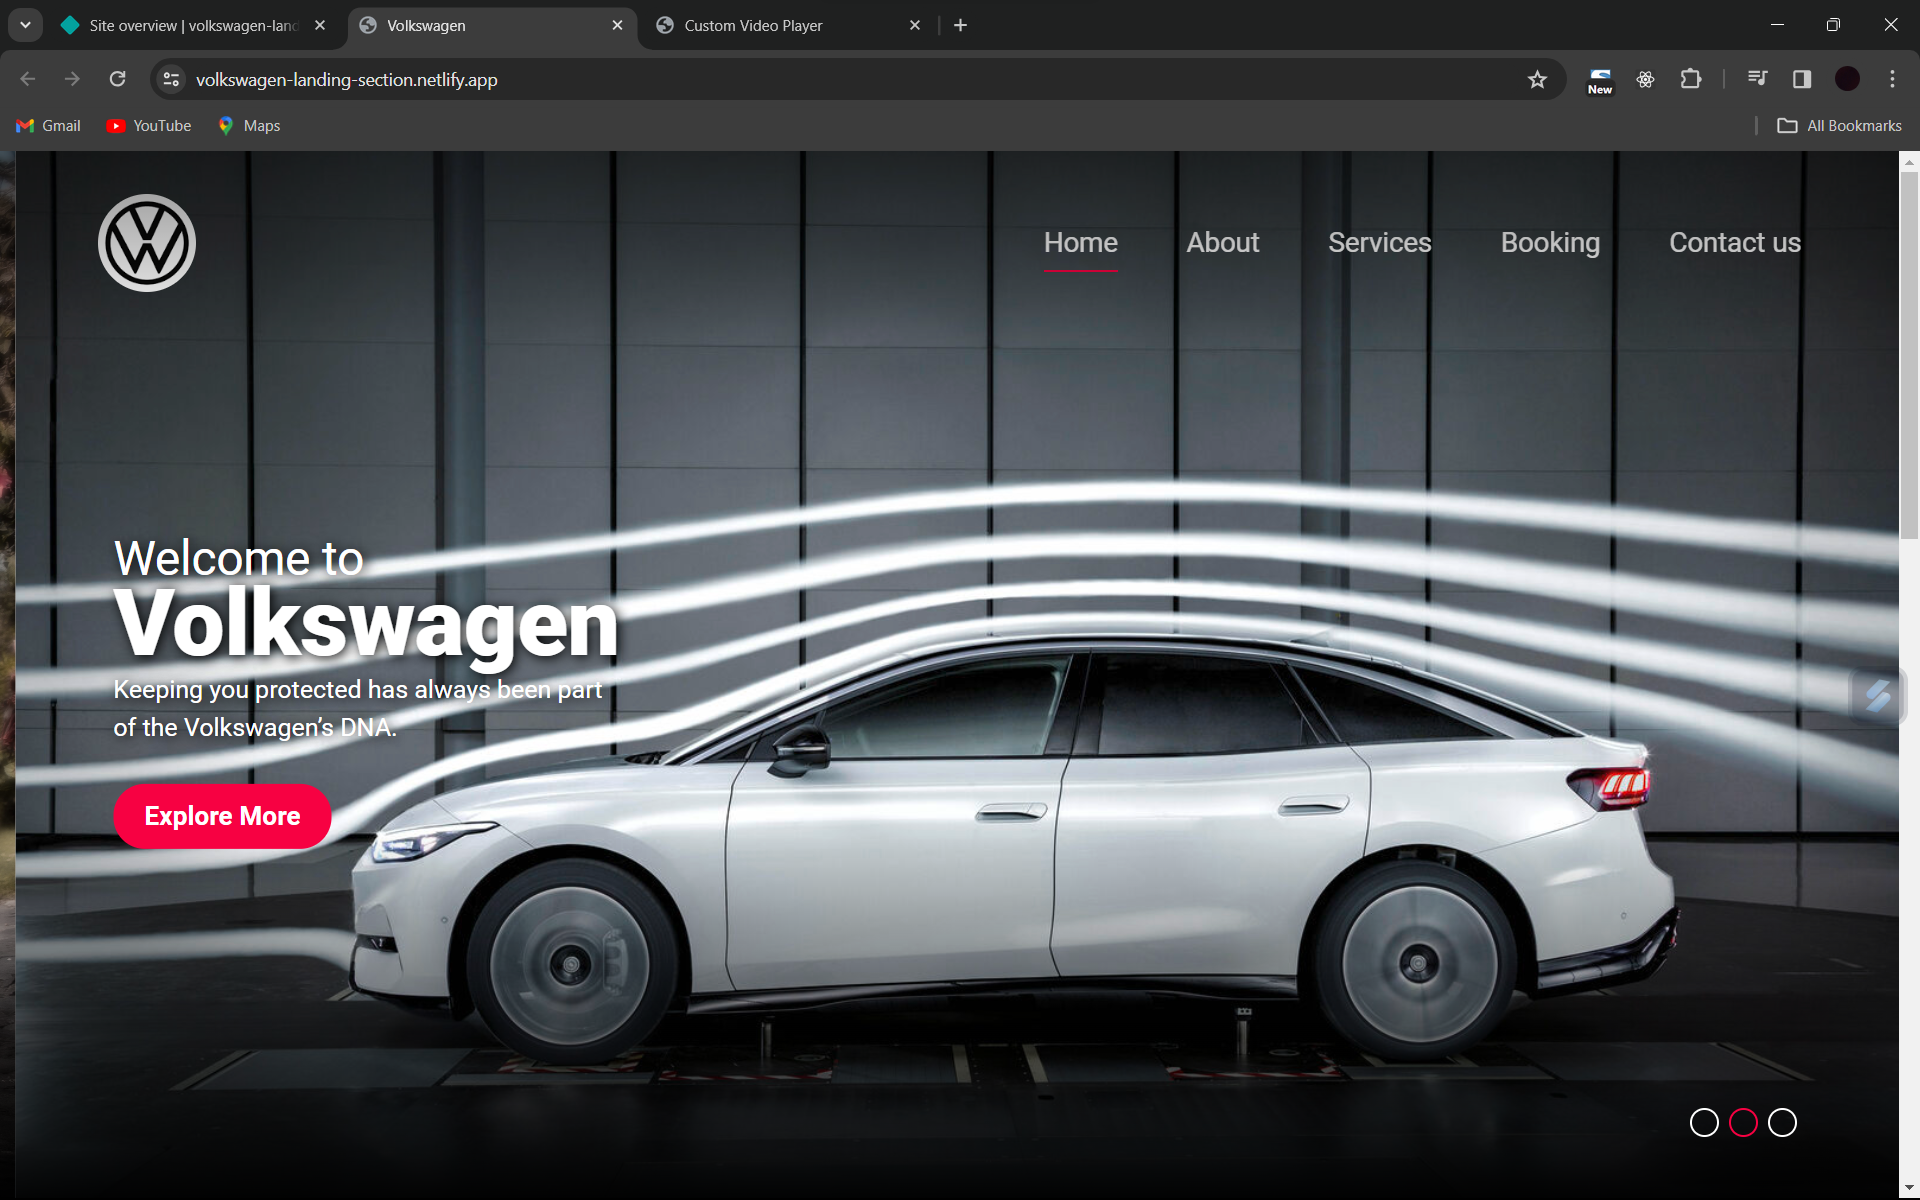 Site overview | volkswagen-land
Volkswagen
Custom Video Player
volkswagen-landing-section.netlify.app
New
Gmail
YouTube
Maps
All Bookmarks
Home
About
Services
Booking
Contact us
Welcome to
Volkswagen
Keeping you protected has always been part
of the Volkswagen’s DNA.
Explore More